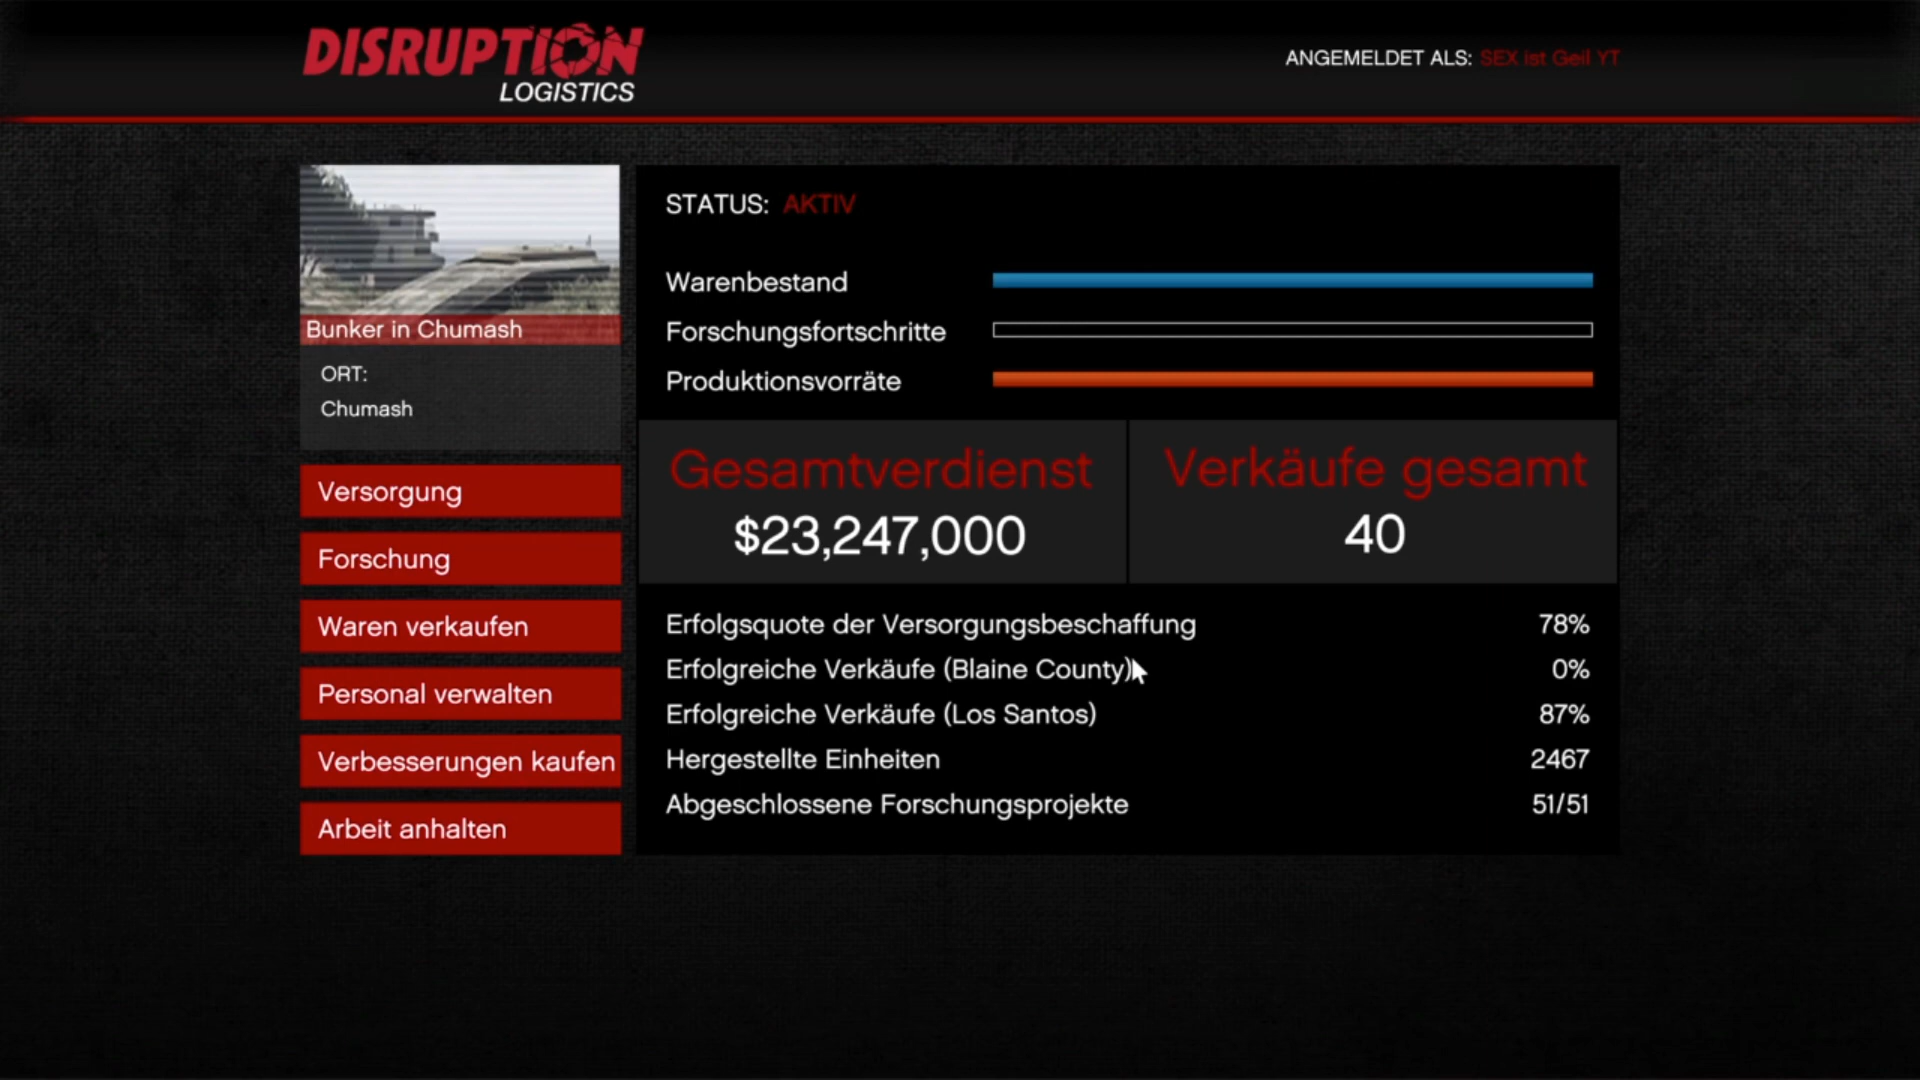 DISRUPTION
LOGISTICS
ANGEMELDET ALS: SEX ist Geil YT
Bunker in Chumash
ORT:
Chumash
Versorgung
Forschung
Waren verkaufen
Personal verwalten
Verbesserungen kaufen
Arbeit anhalten
STATUS: AKTIV
Warenbestand
Forschungsfortschritte
Produktionsvorräte
Gesamtverdienst
$23,247,000
Verkäufe gesamt
40
Erfolgsquote der Versorgungsbeschaffung 78%
Erfolgreiche Verkäufe (Blaine County) 0%
Erfolgreiche Verkäufe (Los Santos) 87%
Hergestellte Einheiten 2467
Abgeschlossene Forschungsprojekte 51/51